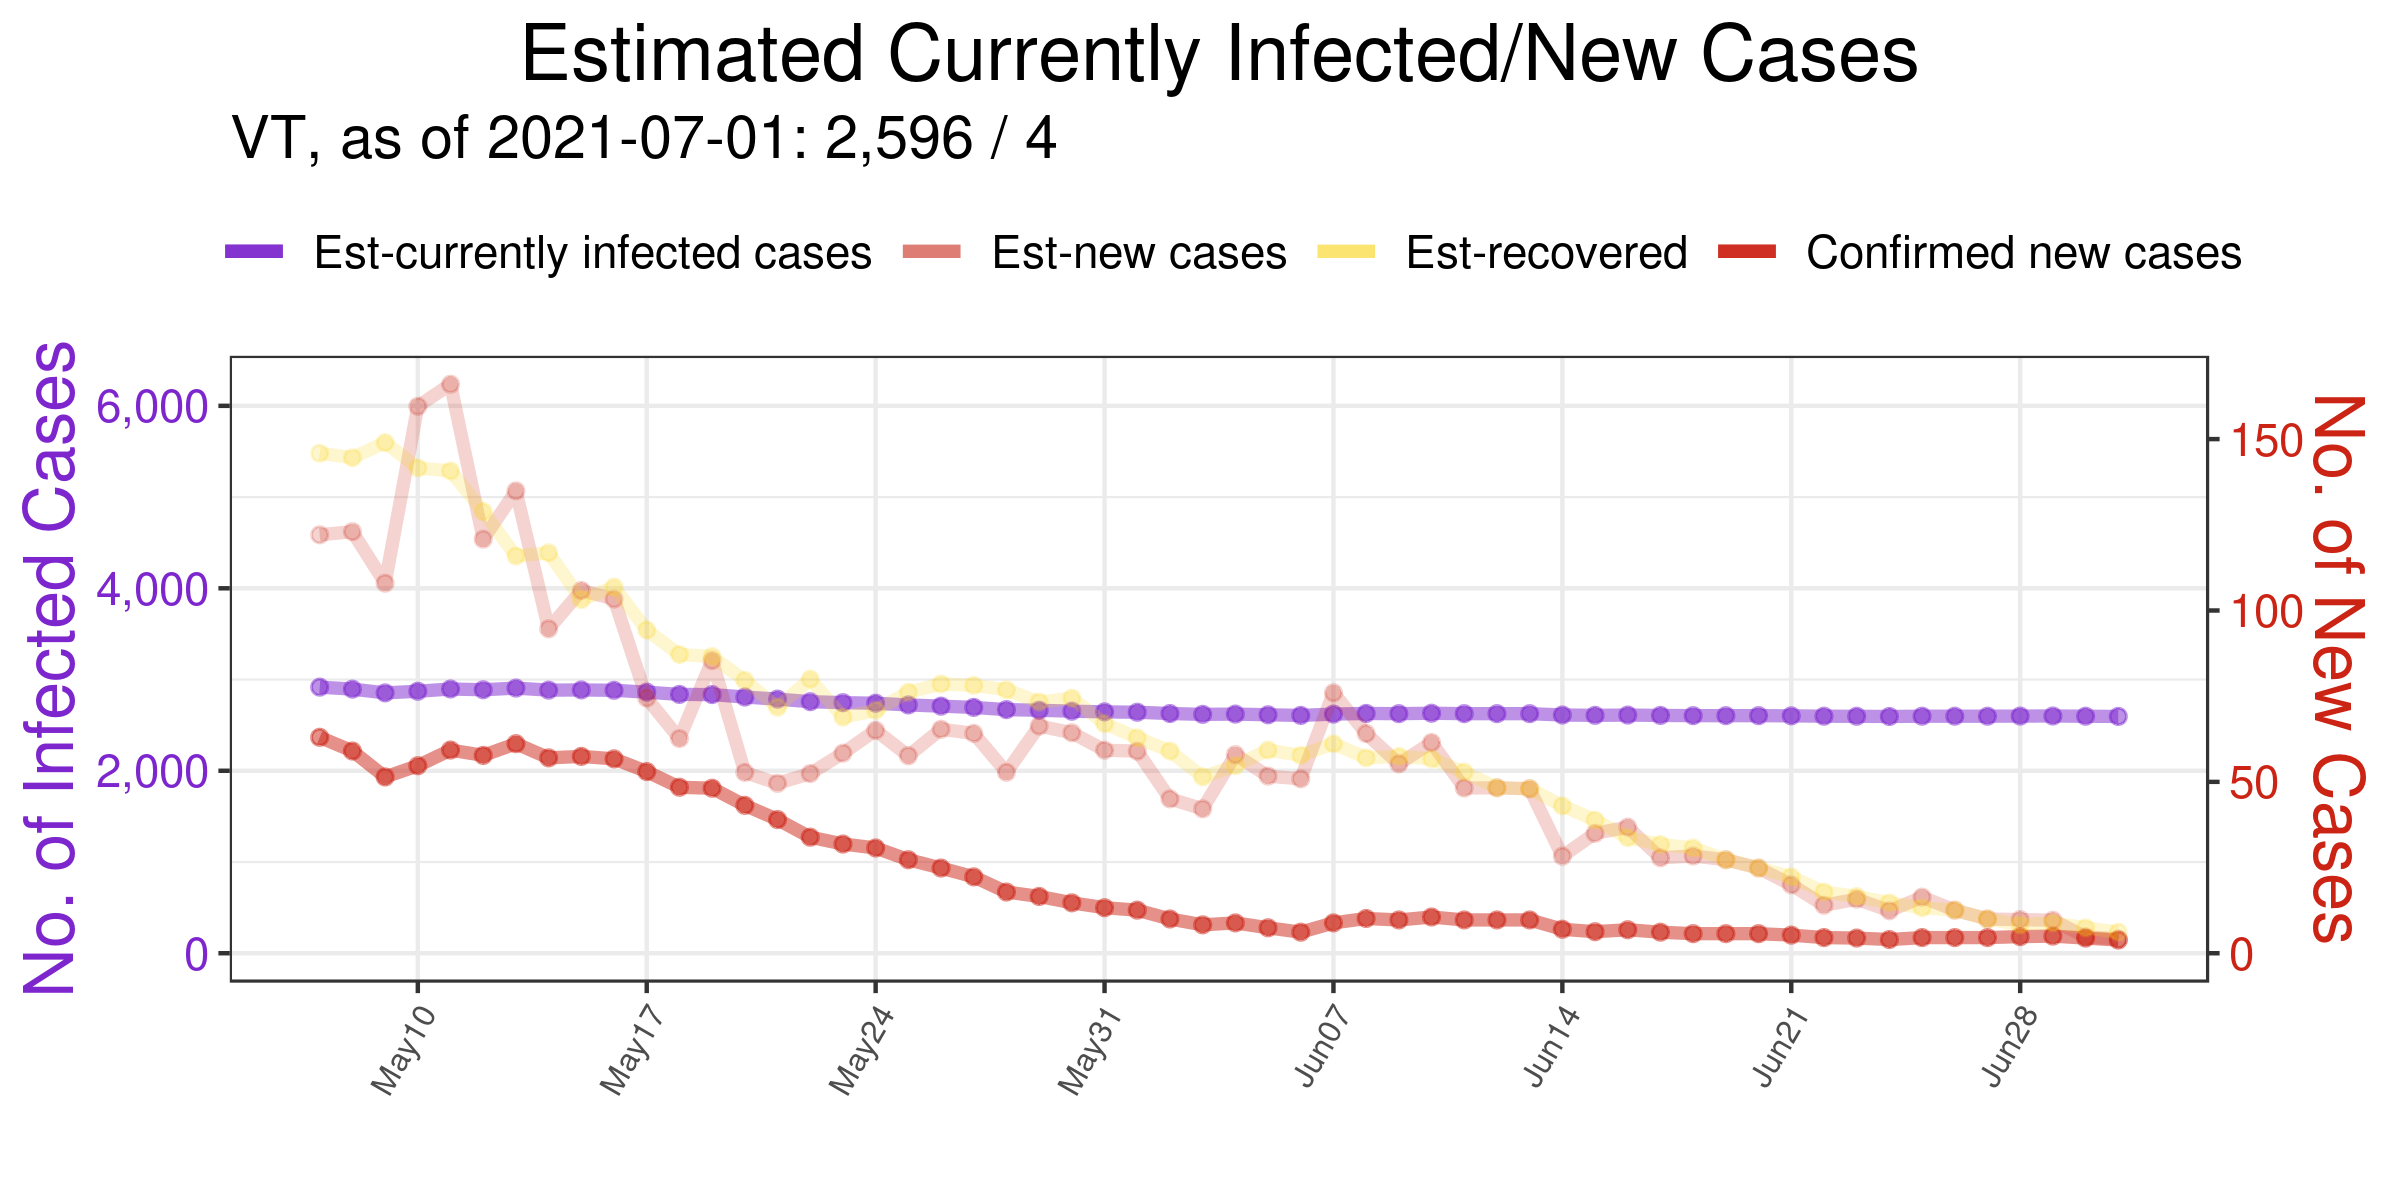 Estimated Currently Infected/New Cases
VT, as of 2021-07-01: 2,596 / 4
Est-currently infected cases Est-new cases Est-recovered Confirmed new cases
No. of Infected Cases
6,000
4,000
2,000
0
150
100
50
0
No. of New Cases
May10 May17 May24 May31 Jun07 Jun14 Jun21 Jun28